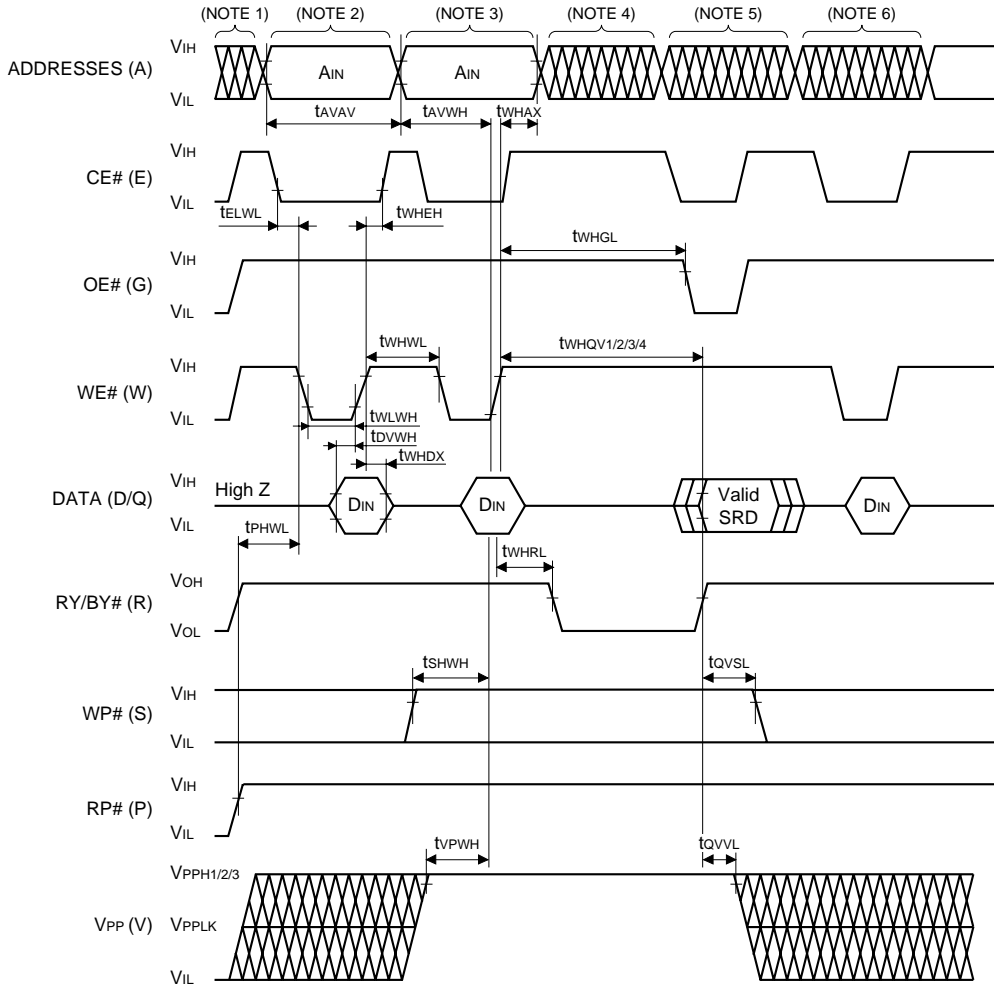 (NOTE 1) (NOTE 2) (NOTE 3) (NOTE 4) (NOTE 5) (NOTE 6)
VIH
ADDRESSES (A) AIN AIN
VIL
tAVAV tAVWH tWHAX
VIH
CE# (E)
VIL
tELWL tWHEH
tWHGL
VIH
OE# (G)
VIL
tWHWL tWHQV1/2/3/4
VIH
WE# (W)
VIL
tWLWH
tDVWH
tWHDX
VIH
High Z
DATA (D/Q) DIN DIN Valid SRD DIN
VIL
tPHWL
tWHRL
VOH
RY/BY# (R)
VOL
tSHWH tQVSL
VIH
WP# (S)
VIL
VIH
RP# (P)
VIL
tVPWH tQVVL
VPPH1/2/3
VPP (V) VPPLK
VIL